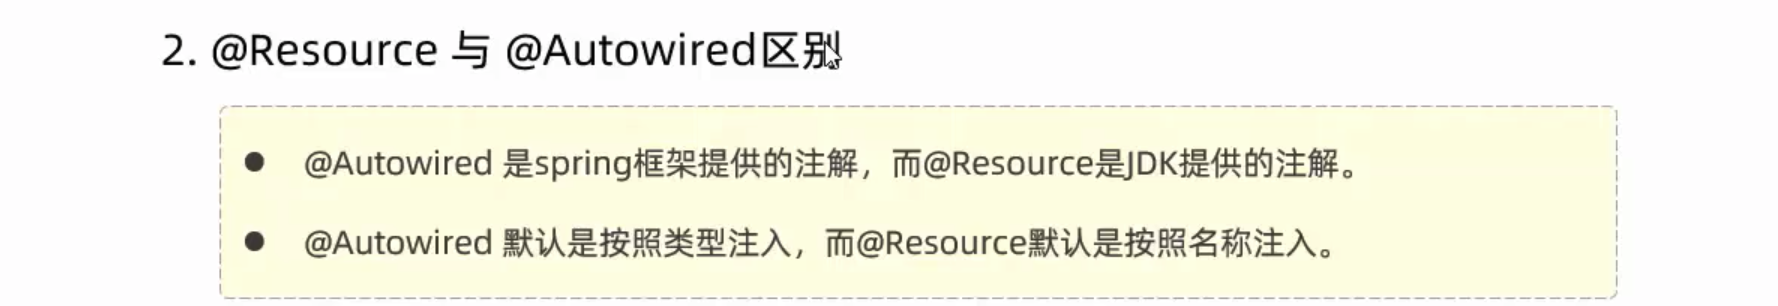 2. @Resource 与 @Autowired区别
● @Autowired 是spring框架提供的注解，而@Resource是JDK提供的注解。
● @Autowired 默认是按照类型注入，而@Resource默认是按照名称注入。